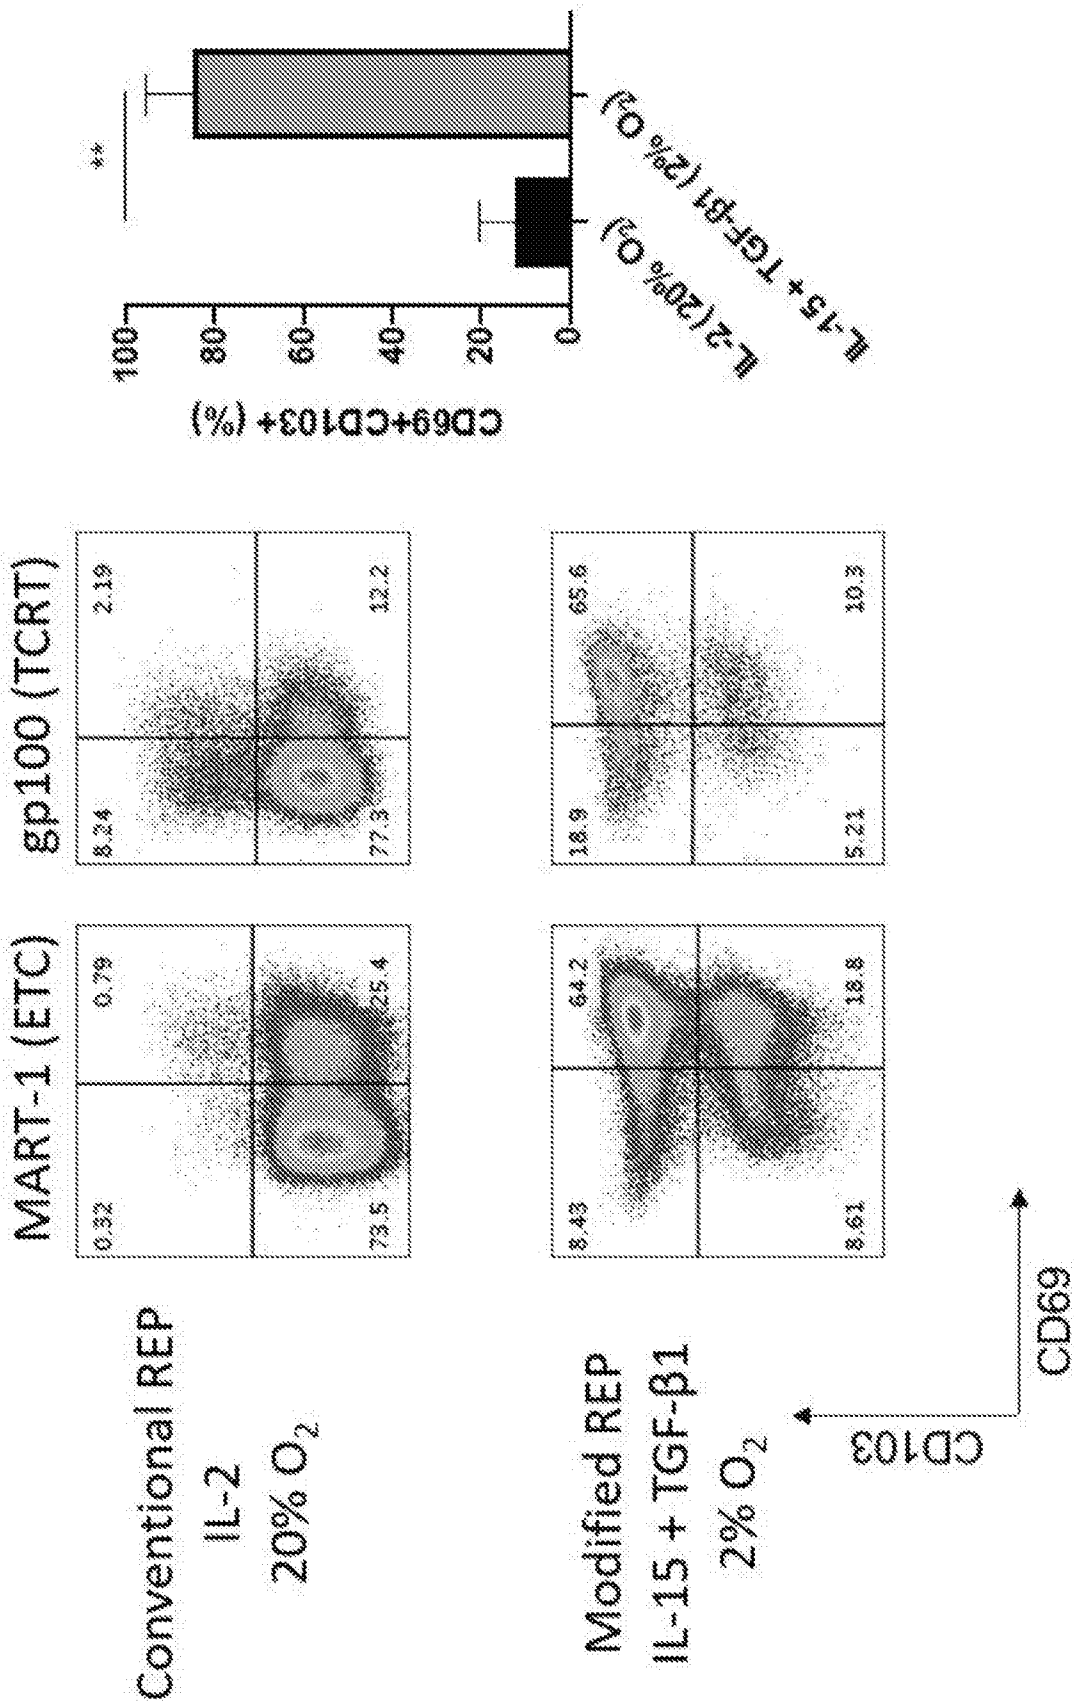 MART-1 (ETC)
gp100 (TCRT)
Conventional REP
IL-2
20% O₂
0.32
0.79
73.5
25.4
8.24
2.19
77.3
12.2
Modified REP
IL-15 + TGF-β1
2% O₂
8.43
64.2
8.61
18.8
18.9
65.6
5.21
10.3
CD103
CD69
**
CD69+CD103+ (%)
100
80
60
40
20
0
IL-2 (20% O₂)
IL-15 + TGF-β1 (2% O₂)